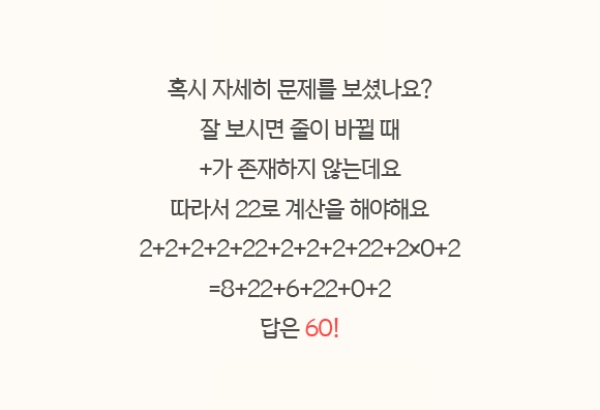 혹시 자세히 문제를 보셨나요?
잘 보시면 줄이 바뀔 때
+가 존재하지 않는데요
따라서 22로 계산을 해야해요
2+2+2+2+22+2+2+2+22+2×0+2
=8+22+6+22+0+2
답은 60!